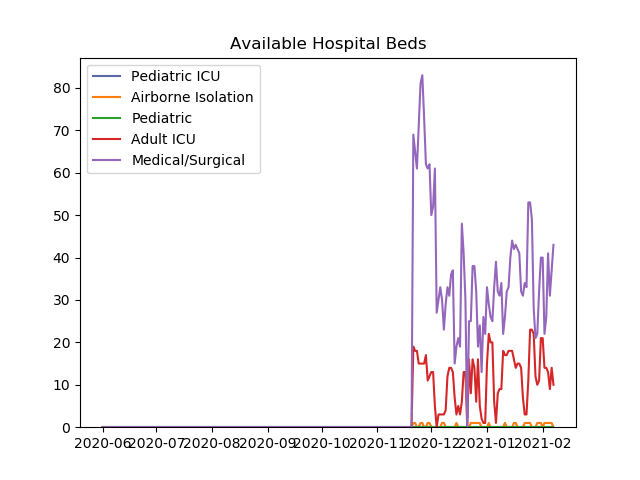 Available Hospital Beds
Pediatric ICU
Airborne Isolation
Pediatric
Adult ICU
Medical/Surgical
80
70
60
50
40
30
20
10
0
2020-06 2020-07 2020-08 2020-09 2020-10 2020-11 2020-12 2021-01 2021-02